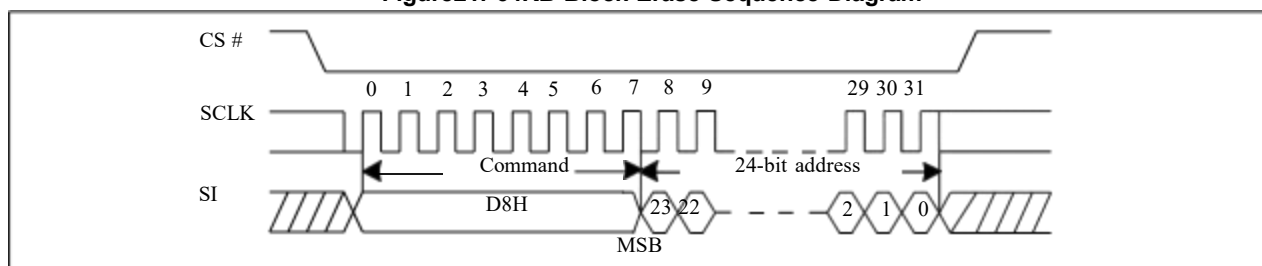 Figure21. 64KB Block Erase Sequence Diagram
CS #
0 1 2 3 4 5 6 7 8 9 29 30 31
SCLK
Command 24-bit address
SI
D8H 23 22 2 1 0
MSB